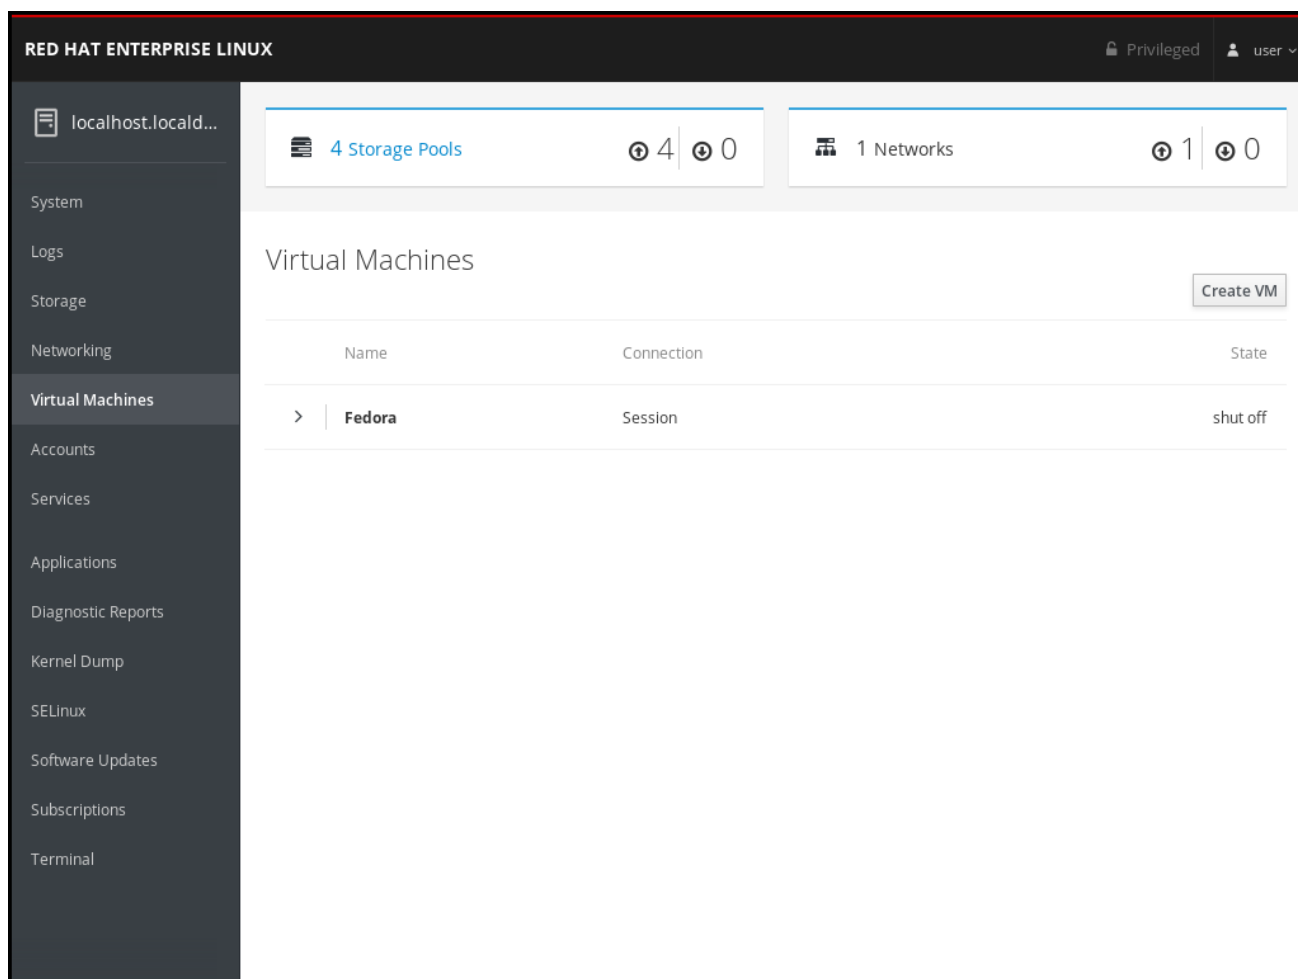 RED HAT ENTERPRISE LINUX
Privileged
user
localhost.locald...
System
Logs
Storage
Networking
Virtual Machines
Accounts
Services
Applications
Diagnostic Reports
Kernel Dump
SELinux
Software Updates
Subscriptions
Terminal
4 Storage Pools 4 0
1 Networks 1 0
Virtual Machines
Create VM
Name Connection State
Fedora Session shut off